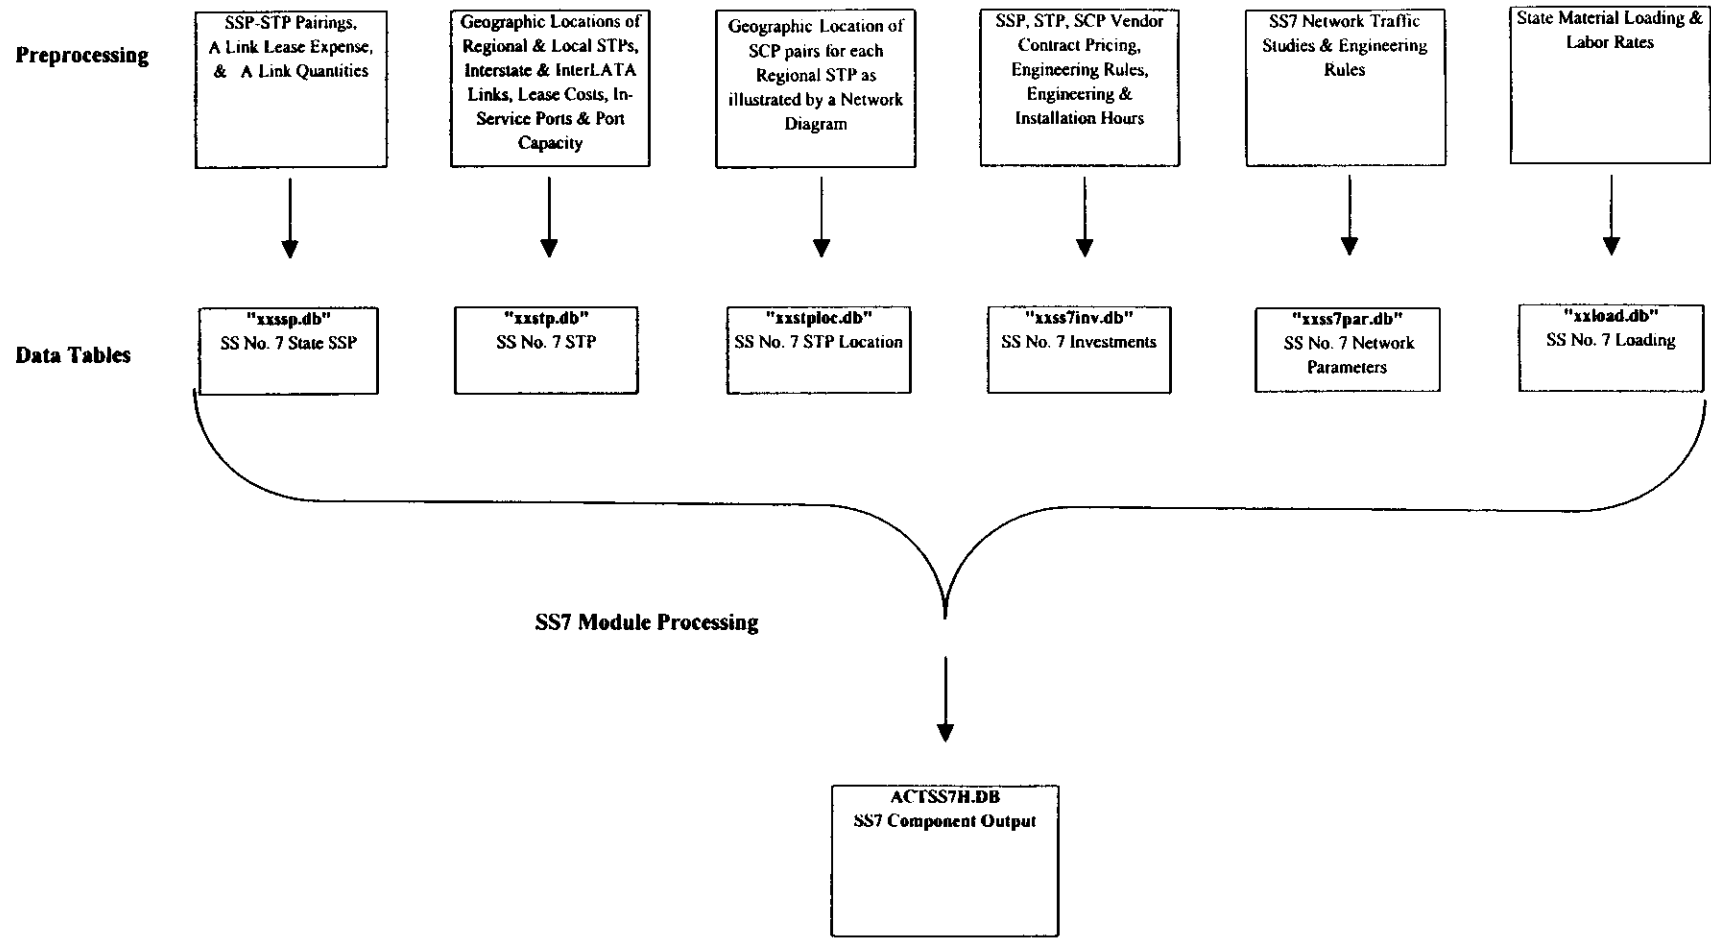 Preprocessing
SSP-STP Pairings,
A Link Lease Expense,
& A Link Quantities
Geographic Locations of
Regional & Local STPs,
Interstate & InterLATA
Links, Lease Costs, In-
Service Ports & Port
Capacity
Geographic Location of
SCP pairs for each
Regional STP as
illustrated by a Network
Diagram
SSP, STP, SCP Vendor
Contract Pricing,
Engineering Rules,
Engineering &
Installation Hours
SS7 Network Traffic
Studies & Engineering
Rules
State Material Loading &
Labor Rates
Data Tables
"xxssp.db"
SS No. 7 State SSP
"xxstp.db"
SS No. 7 STP
"xxstploc.db"
SS No. 7 STP Location
"xxss7inv.db"
SS No. 7 Investments
"xxss7par.db"
SS No. 7 Network
Parameters
"xxload.db"
SS No. 7 Loading
SS7 Module Processing
ACTSS7H.DB
SS7 Component Output